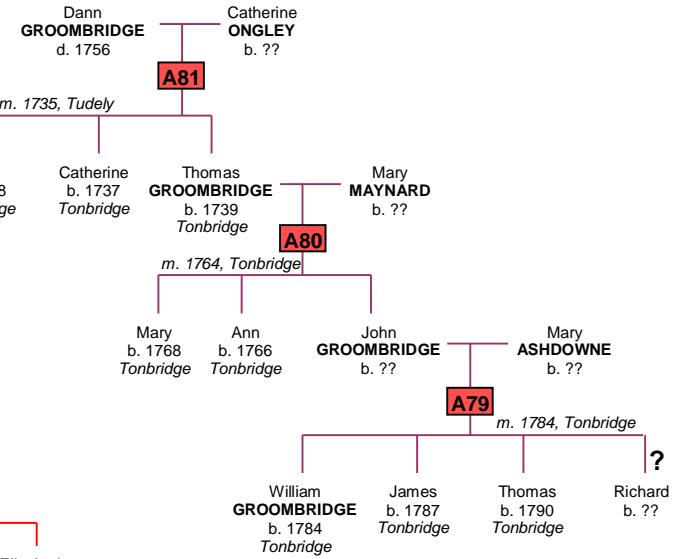 Dann
GROOMBRIDGE
d. 1756
Catherine
ONGLEY
b. ??
A81
m. 1735, Tudely
8
ge
Catherine
b. 1737
Tonbridge
Thomas
GROOMBRIDGE
b. 1739
Tonbridge
Mary
MAYNARD
b. ??
A80
m. 1764, Tonbridge
Mary
b. 1768
Tonbridge
Ann
b. 1766
Tonbridge
John
GROOMBRIDGE
b. ??
Mary
ASHDOWNE
b. ??
A79
m. 1784, Tonbridge
?
William
GROOMBRIDGE
b. 1784
Tonbridge
James
b. 1787
Tonbridge
Thomas
b. 1790
Tonbridge
Richard
b. ??